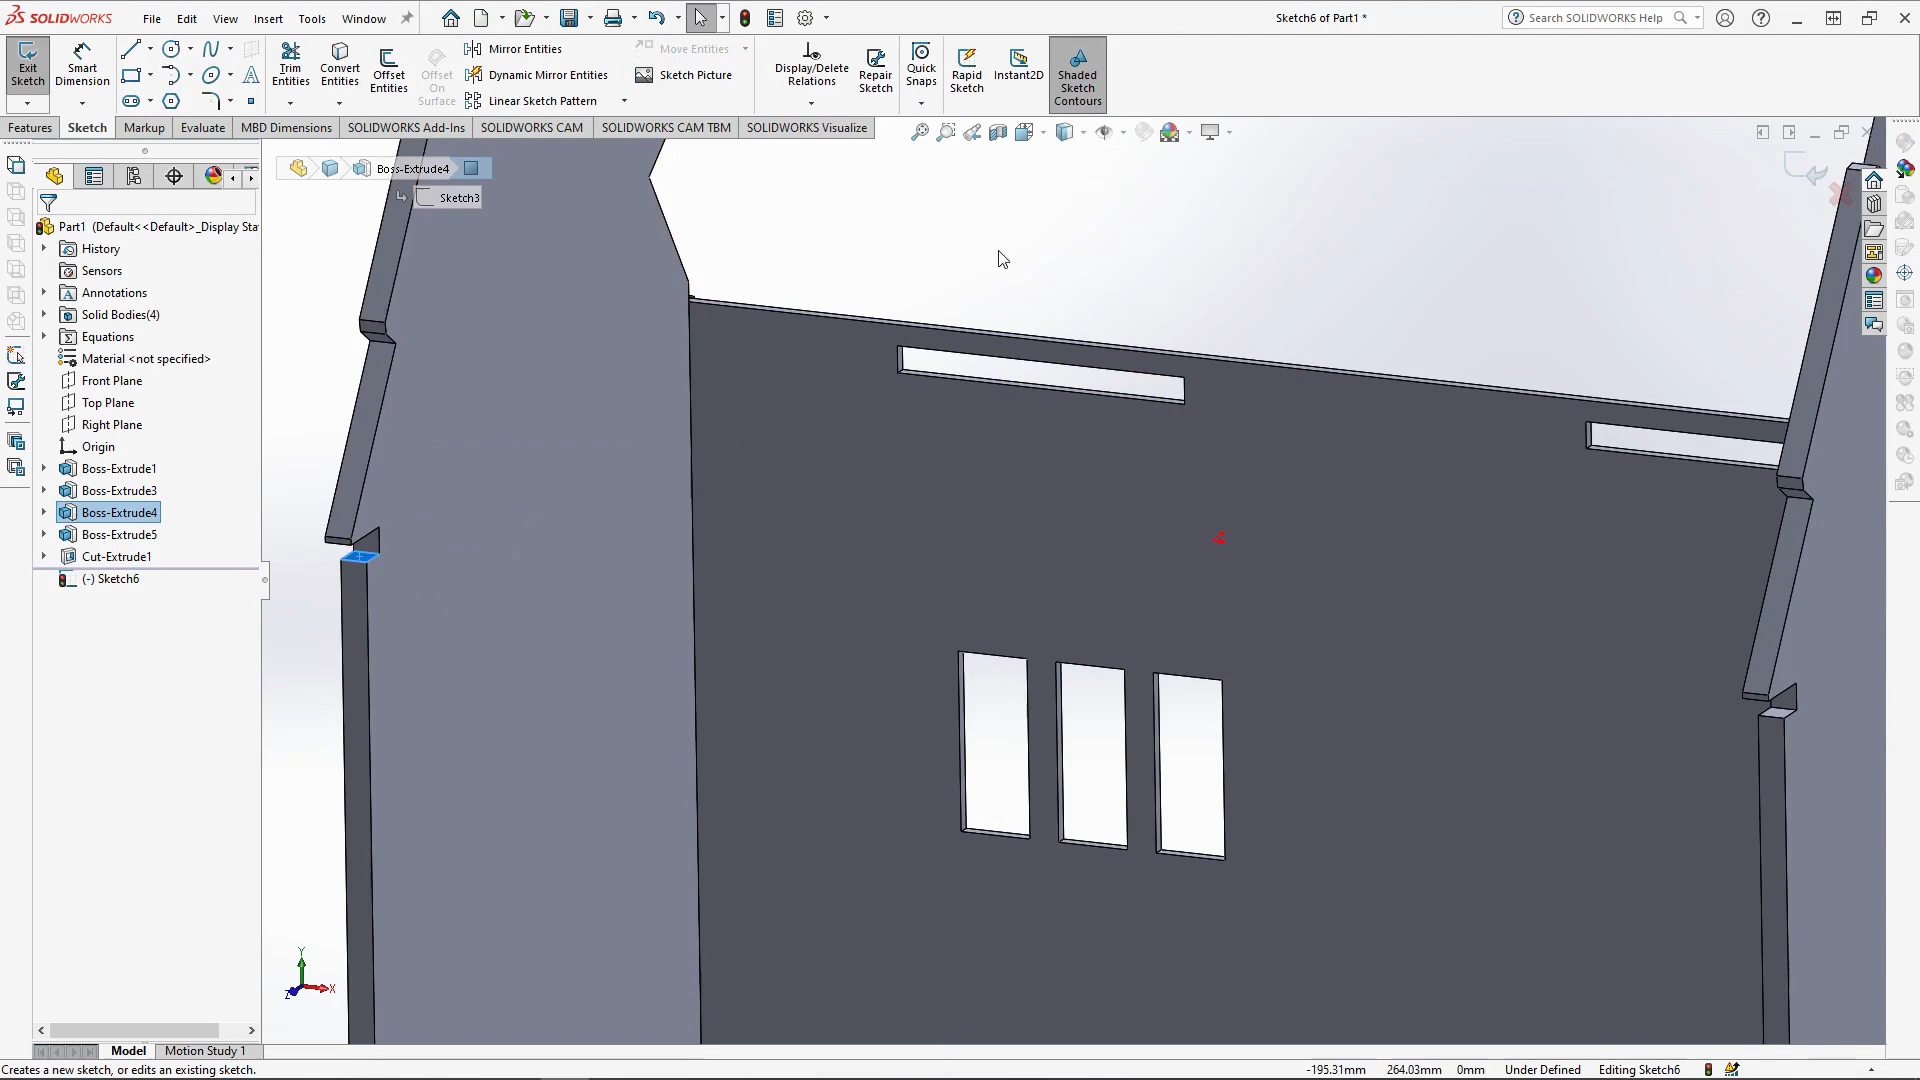 SOLIDWORKS File Edit View Insert Tools Window
Sketch6 of Part1 *
Search SOLIDWORKS Help
Exit Sketch
Smart Dimension
Trim Entities
Convert Entities
Offset Entities
Offset On Surface
Mirror Entities
Dynamic Mirror Entities
Linear Sketch Pattern
Move Entities
Sketch Picture
Display/Delete Relations
Repair Sketch
Quick Snaps
Rapid Sketch
Instant2D
Shaded Sketch Contours
Features Sketch Markup Evaluate MBD Dimensions SOLIDWORKS Add-Ins SOLIDWORKS CAM SOLIDWORKS CAM TBM SOLIDWORKS Visualize
Boss-Extrude4
Sketch3
Part1 (Default<<Default>_Display Sta
History
Sensors
Annotations
Solid Bodies(4)
Equations
Material <not specified>
Front Plane
Top Plane
Right Plane
Origin
Boss-Extrude1
Boss-Extrude3
Boss-Extrude4
Boss-Extrude5
Cut-Extrude1
(-) Sketch6
Y
X
Z
Model Motion Study 1
Creates a new sketch, or edits an existing sketch.
-195.31mm 264.03mm 0mm Under Defined Editing Sketch6